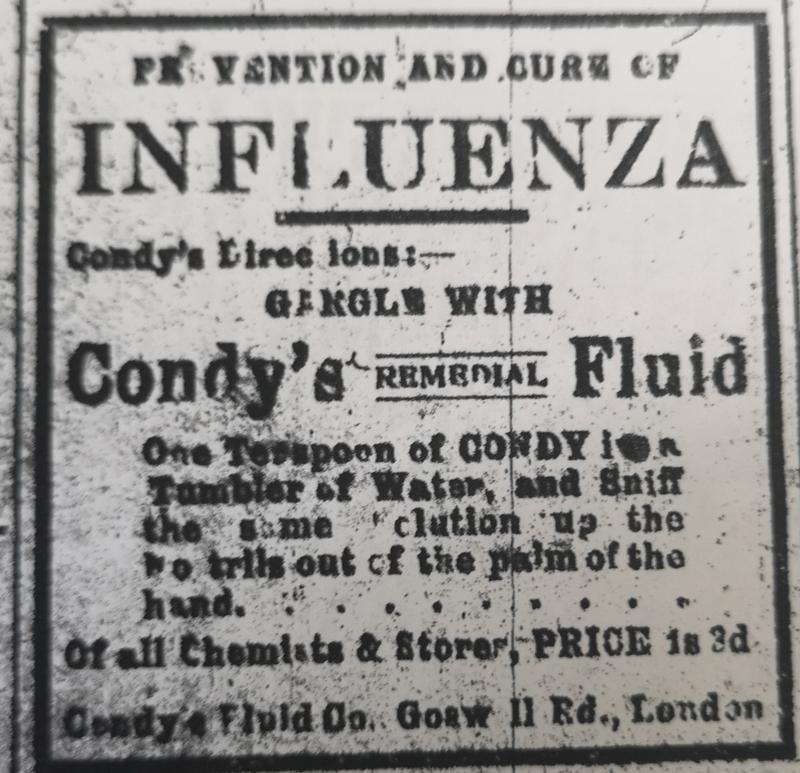 PREVENTION AND CURE OF
INFLUENZA
Condy's Directions:—
GARGLE WITH
Condy's REMEDIAL Fluid
One Teaspoon of CONDY in a
Tumbler of Water, and Sniff
the same solution up the
Nostrils out of the palm of the
hand. . . . . . . . . .
Of all Chemists & Stores, PRICE 1s 3d
Condy's Fluid Co., Goswell Rd., London